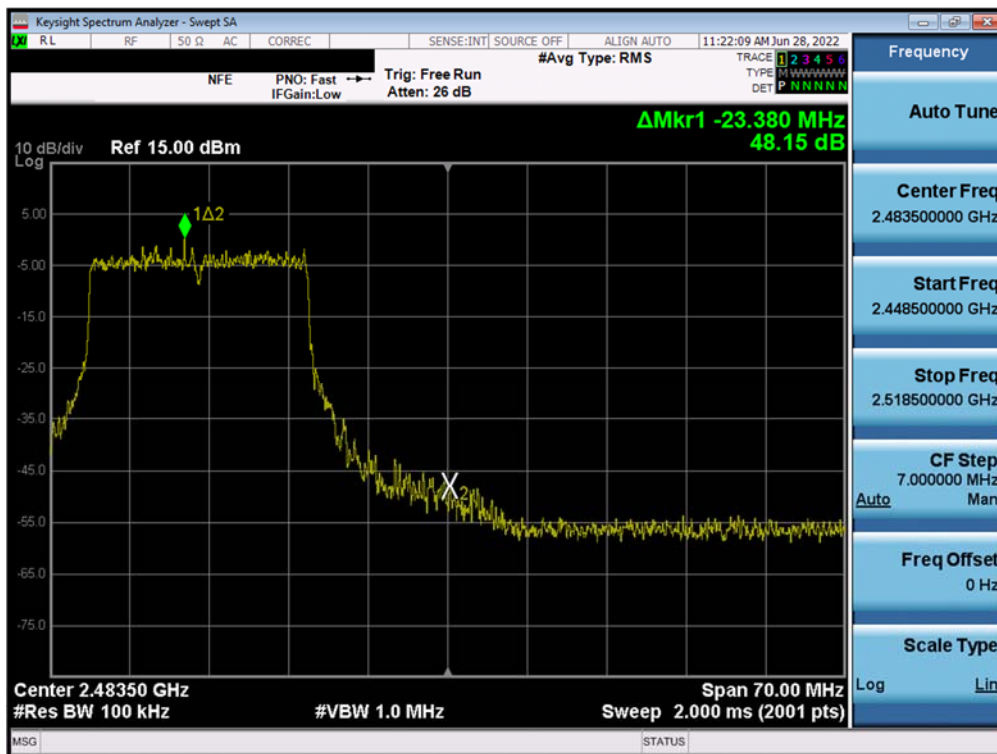 Keysight Spectrum Analyzer - Swept SA
LXI RL RF 50 Ω AC CORREC SENSE:INT SOURCE OFF ALIGN AUTO 11:22:09 AM Jun 28, 2022
NFE PNO: Fast Trig: Free Run #Avg Type: RMS TRACE 1 2 3 4 5 6
IFGain:Low Atten: 26 dB TYPE M WWWWW
DET P N N N N N
ΔMkr1 -23.380 MHz
48.15 dB
10 dB/div Ref 15.00 dBm
Log
1Δ2
5.00
-5.00
-15.0
-25.0
-35.0
-45.0
2
-55.0
-65.0
-75.0
Center 2.48350 GHz Span 70.00 MHz
#Res BW 100 kHz #VBW 1.0 MHz Sweep 2.000 ms (2001 pts)
MSG STATUS
Frequency
Auto Tune
Center Freq
2.483500000 GHz
Start Freq
2.448500000 GHz
Stop Freq
2.518500000 GHz
CF Step
7.000000 MHz
Auto Man
Freq Offset
0 Hz
Scale Type
Log Lin